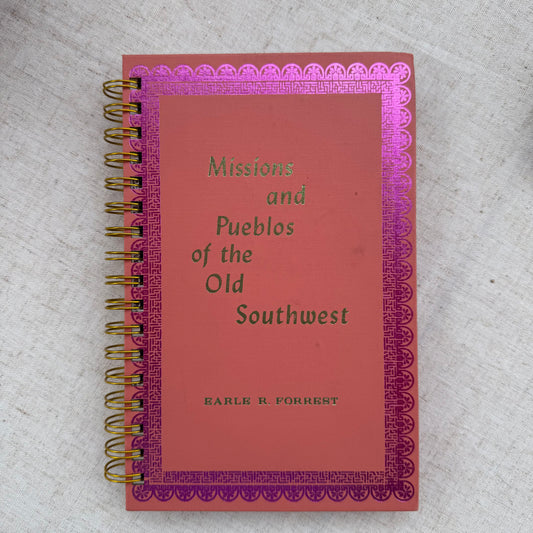 Missions
and
Pueblos
of the
Old
Southwest
EARLE R. FORREST